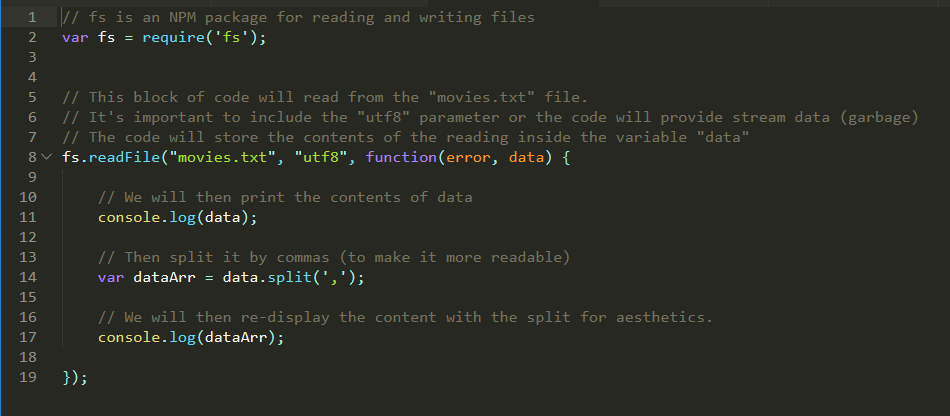 1 // fs is an NPM package for reading and writing files
2 var fs = require('fs');
3
4
5 // This block of code will read from the "movies.txt" file.
6 // It's important to include the "utf8" parameter or the code will provide stream data (garbage)
7 // The code will store the contents of the reading inside the variable "data"
8 fs.readFile("movies.txt", "utf8", function(error, data) {
9
10 // We will then print the contents of data
11 console.log(data);
12
13 // Then split it by commas (to make it more readable)
14 var dataArr = data.split(',');
15
16 // We will then re-display the content with the split for aesthetics.
17 console.log(dataArr);
18
19 });